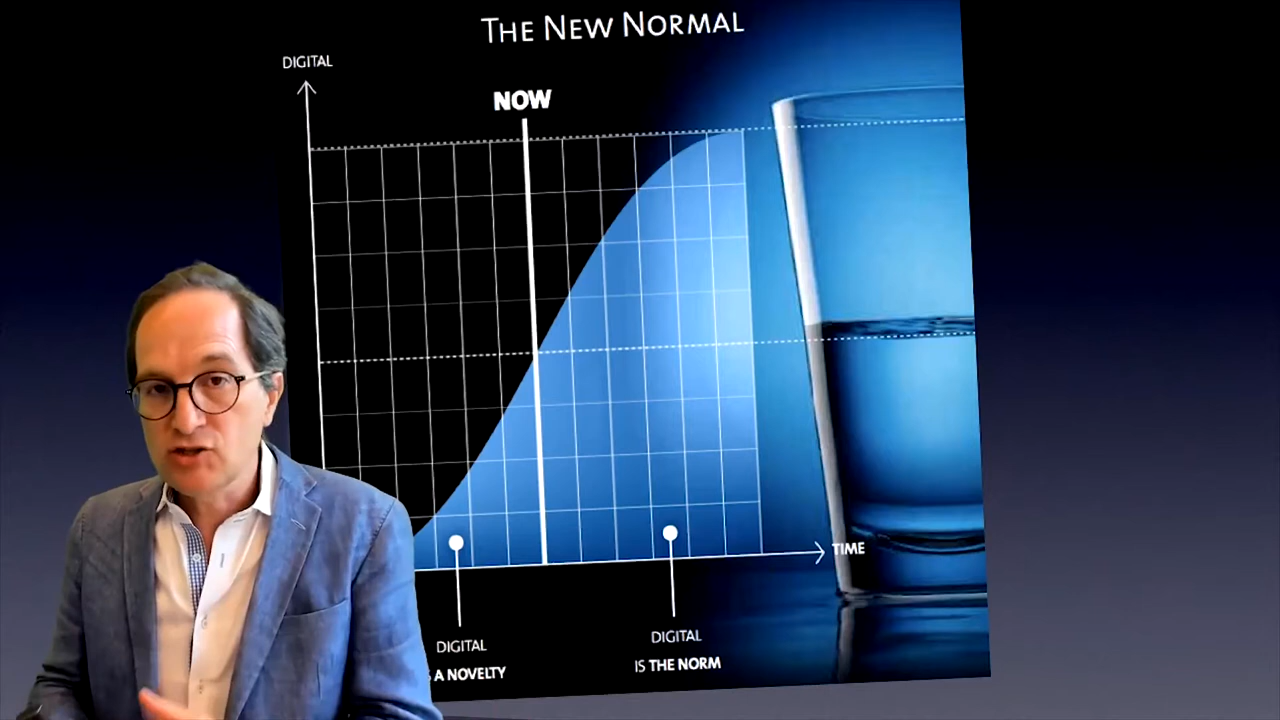 THE NEW NORMAL
DIGITAL
NOW
TIME
DIGITAL
A NOVELTY
DIGITAL
IS THE NORM